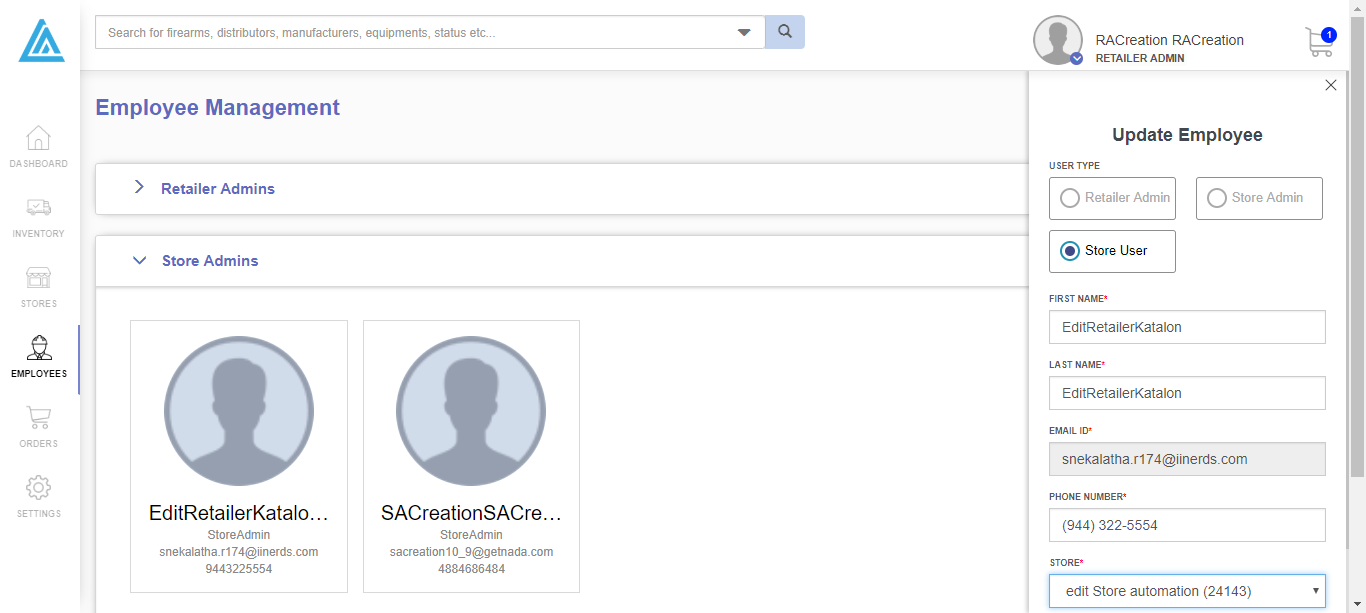 Search for firearms, distributors, manufacturers, equipments, status etc...
RACreation RACreation
RETAILER ADMIN
1
DASHBOARD
INVENTORY
STORES
EMPLOYEES
ORDERS
SETTINGS
Employee Management
Retailer Admins
Store Admins
EditRetailerKatalo...
StoreAdmin
snekalatha.r174@iinerds.com
9443225554
SACreationSACre...
StoreAdmin
sacreation10_9@getnada.com
4884686484
Update Employee
USER TYPE
Retailer Admin
Store Admin
Store User
FIRST NAME*
EditRetailerKatalon
LAST NAME*
EditRetailerKatalon
EMAIL ID*
snekalatha.r174@iinerds.com
PHONE NUMBER*
(944) 322-5554
STORE*
edit Store automation (24143)